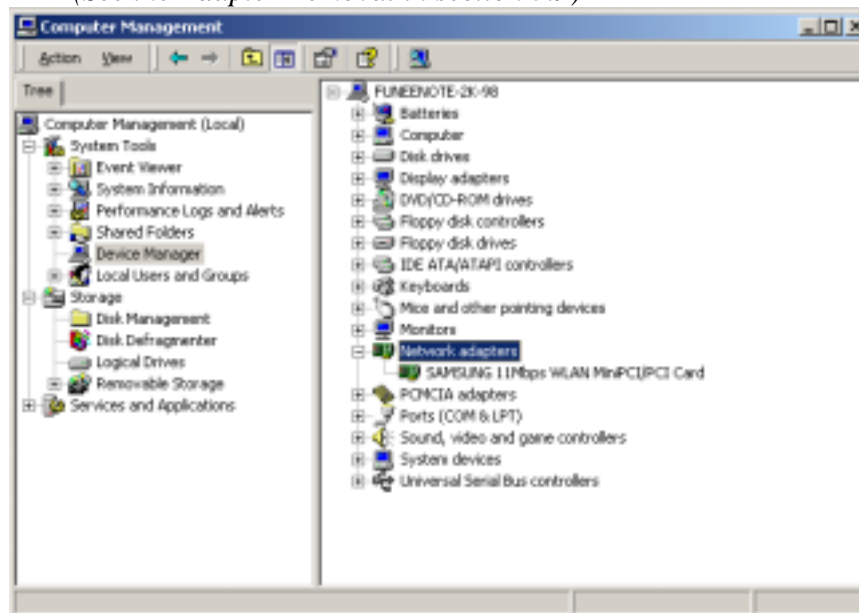 Computer Management
Action View
Tree
Computer Management (Local)
System Tools
Event Viewer
System Information
Performance Logs and Alerts
Shared Folders
Device Manager
Local Users and Groups
Storage
Disk Management
Disk Defragmenter
Logical Drives
Removable Storage
Services and Applications
FUNEENOTE-2K-98
Batteries
Computer
Disk drives
Display adapters
DVD/CD-ROM drives
Floppy disk controllers
Floppy disk drives
IDE ATA/ATAPI controllers
Keyboards
Mice and other pointing devices
Monitors
Network adapters
SAMSUNG 11Mbps WLAN MiniPCI/PCI Card
PCMCIA adapters
Ports (COM & LPT)
Sound, video and game controllers
System devices
Universal Serial Bus controllers